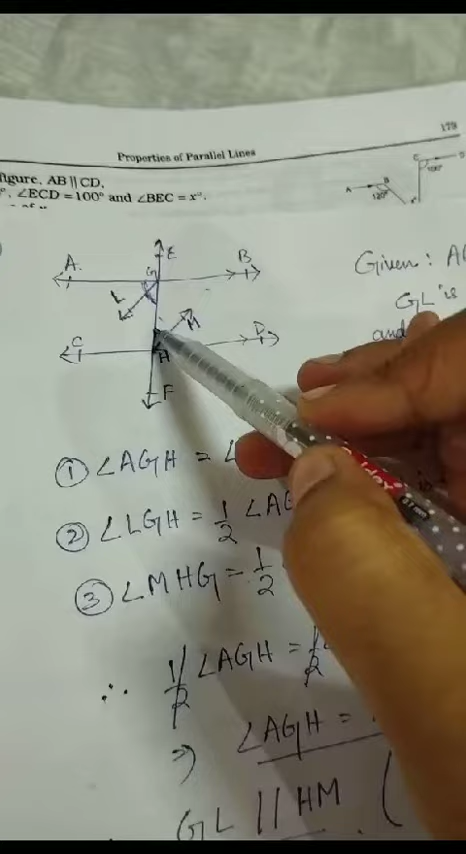 179
Properties of Parallel Lines
figure, AB || CD,
°, ∠ECD = 100° and ∠BEC = x°.
C D
100°
A B
120°
E
A B
G
L
M
C D
H
F
Given : A
GL is
and
① ∠AGH = ∠
② ∠LGH = 1/2 ∠AG
③ ∠MHG = 1/2
∴ 1/2 ∠AGH = 1/2
⇒ ∠AGH =
GL || HM (